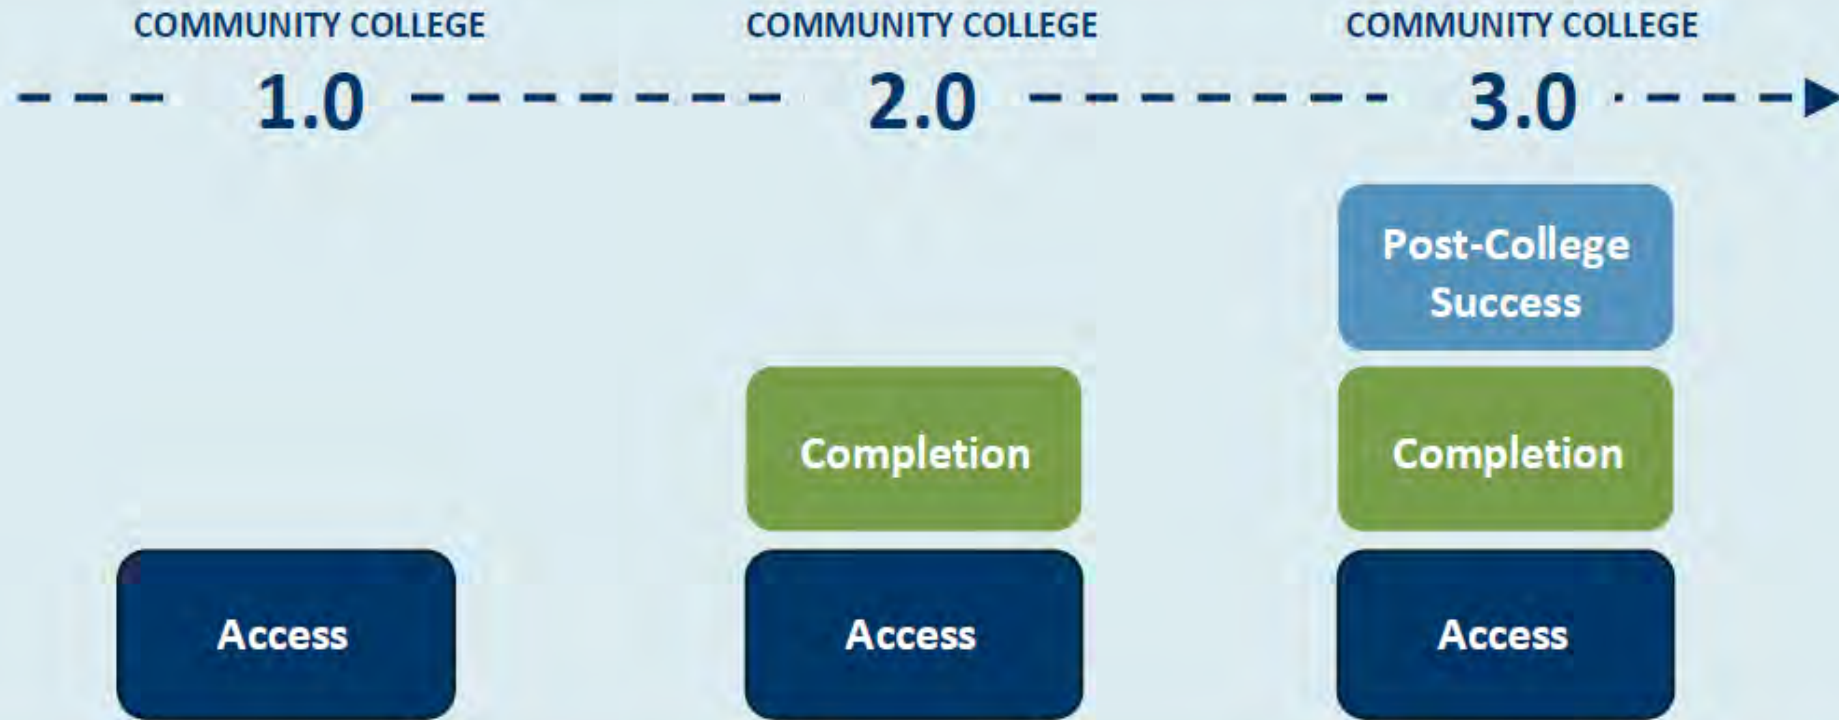 COMMUNITY COLLEGE
COMMUNITY COLLEGE
COMMUNITY COLLEGE
1.0
2.0
3.0
Post-College
Success
Completion
Completion
Access
Access
Access